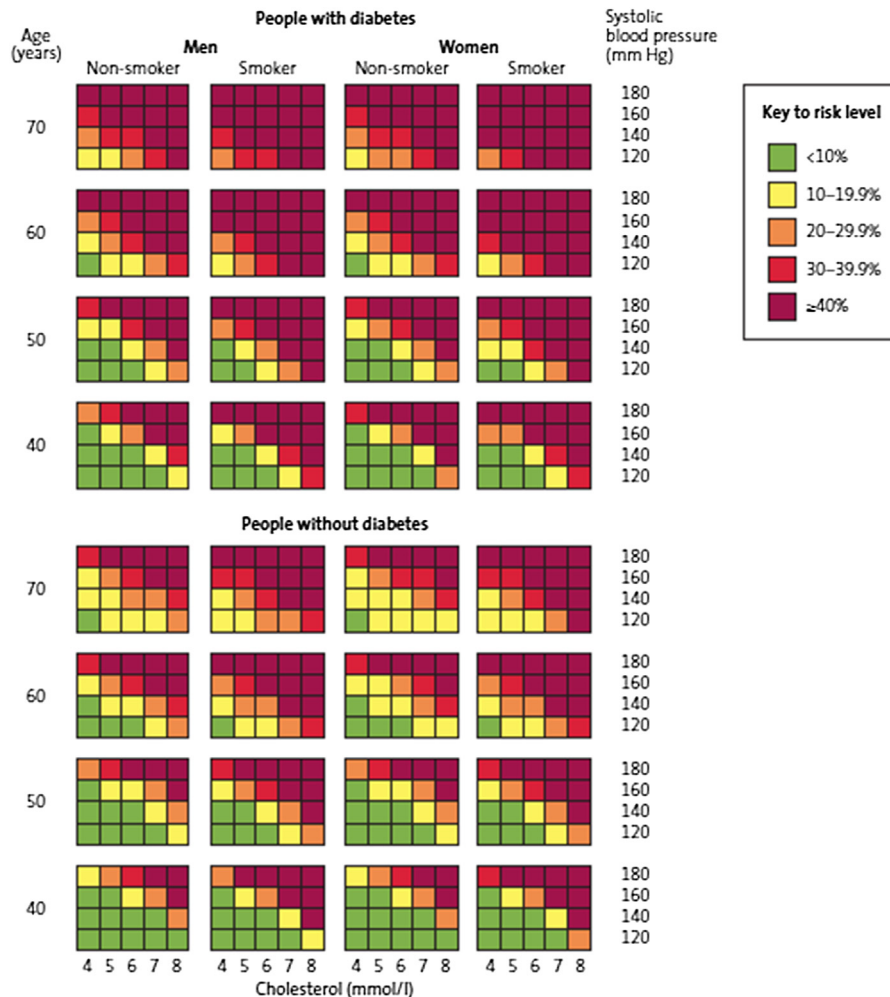 People with diabetes
Age
(years)
Men
Women
Systolic
blood pressure
(mm Hg)
Non-smoker
Smoker
Non-smoker
Smoker
70
180
160
140
120
60
180
160
140
120
50
180
160
140
120
40
180
160
140
120
Key to risk level
<10%
10–19.9%
20–29.9%
30–39.9%
≥40%
People without diabetes
70
180
160
140
120
60
180
160
140
120
50
180
160
140
120
40
180
160
140
120
4 5 6 7 8
4 5 6 7 8
4 5 6 7 8
4 5 6 7 8
Cholesterol (mmol/l)